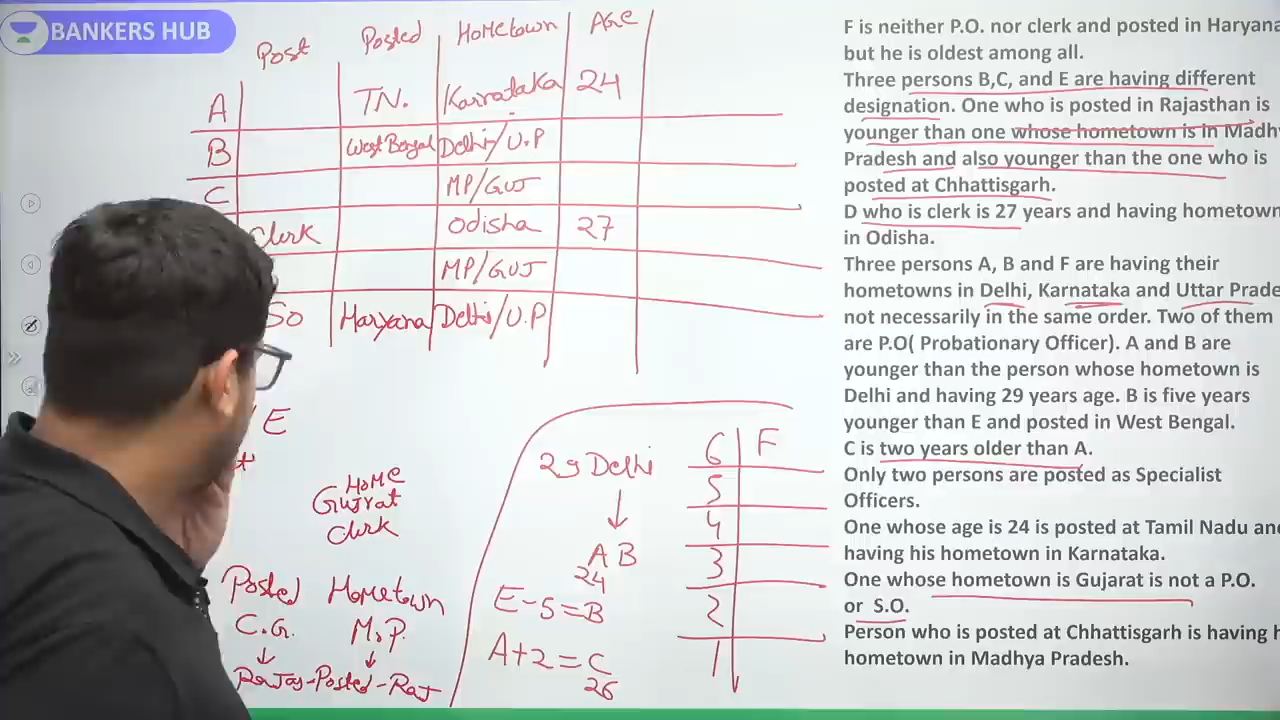 BANKERS HUB
Post Posted Hometown Age
A TN. Karnataka 24
B West Bengal Delhi/U.P
C MP/GUJ
Clerk Odisha 27
MP/GUJ
SO Haryana Delhi/U.P
E
HOME
Gujrat
Clerk
Posted Hometown
C.G. M.P.
Rajas-Posted-Raj
29 Delhi
A B
24
E-5=B
A+2=C
26
6 F
5
4
3
2
1
F is neither P.O. nor clerk and posted in Haryana
but he is oldest among all.
Three persons B,C, and E are having different
designation. One who is posted in Rajasthan is
younger than one whose hometown is in Madhy
Pradesh and also younger than the one who is
posted at Chhattisgarh.
D who is clerk is 27 years and having hometown
in Odisha.
Three persons A, B and F are having their
hometowns in Delhi, Karnataka and Uttar Prade
not necessarily in the same order. Two of them
are P.O( Probationary Officer). A and B are
younger than the person whose hometown is
Delhi and having 29 years age. B is five years
younger than E and posted in West Bengal.
C is two years older than A.
Only two persons are posted as Specialist
Officers.
One whose age is 24 is posted at Tamil Nadu and
having his hometown in Karnataka.
One whose hometown is Gujarat is not a P.O.
or S.O.
Person who is posted at Chhattisgarh is having h
hometown in Madhya Pradesh.